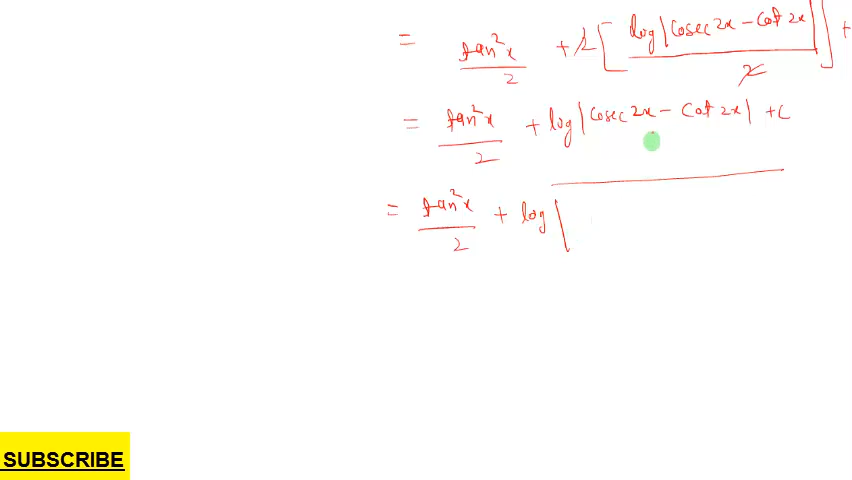 = tan²x/2 + 2[log|cosec 2x - cot 2x|/2] +
= tan²x/2 + log|cosec 2x - cot 2x| + c
= tan²x/2 + log|
SUBSCRIBE